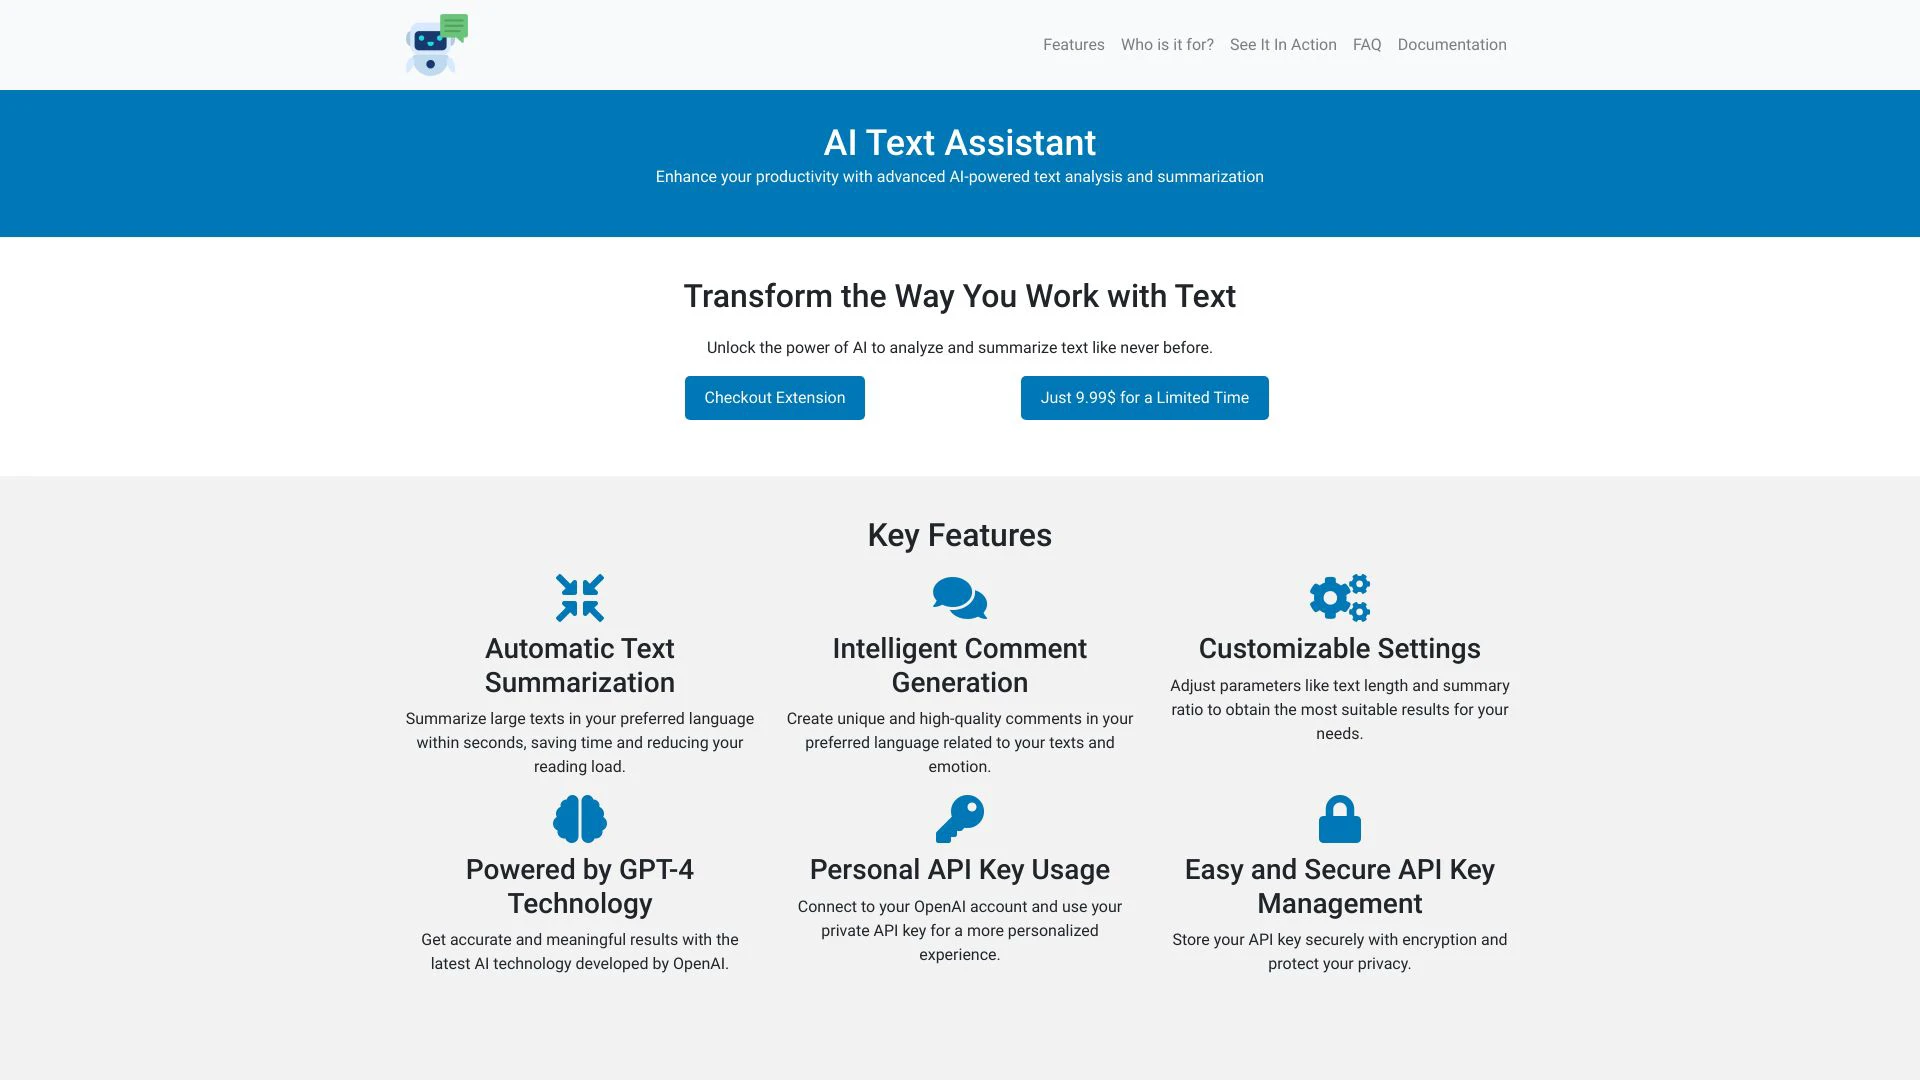 Features Who is it for? See It In Action FAQ Documentation
AI Text Assistant
Enhance your productivity with advanced AI-powered text analysis and summarization
Transform the Way You Work with Text
Unlock the power of AI to analyze and summarize text like never before.
Checkout Extension
Just 9.99$ for a Limited Time
Key Features
Automatic Text
Summarization
Summarize large texts in your preferred language
within seconds, saving time and reducing your
reading load.
Intelligent Comment
Generation
Create unique and high-quality comments in your
preferred language related to your texts and
emotion.
Customizable Settings
Adjust parameters like text length and summary
ratio to obtain the most suitable results for your
needs.
Powered by GPT-4
Technology
Get accurate and meaningful results with the
latest AI technology developed by OpenAI.
Personal API Key Usage
Connect to your OpenAI account and use your
private API key for a more personalized
experience.
Easy and Secure API Key
Management
Store your API key securely with encryption and
protect your privacy.